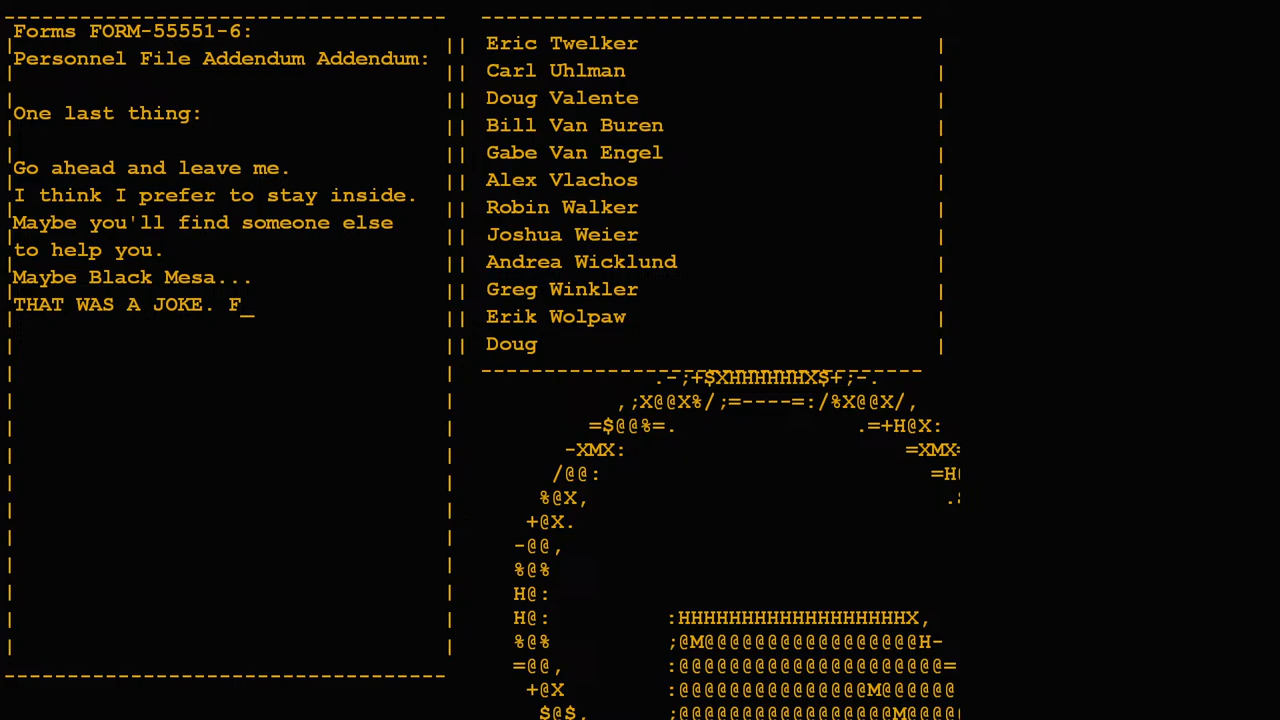 Forms FORM-55551-6:
Personnel File Addendum Addendum:
One last thing:
Go ahead and leave me.
I think I prefer to stay inside.
Maybe you'll find someone else
to help you.
Maybe Black Mesa...
THAT WAS A JOKE. F_
Eric Twelker
Carl Uhlman
Doug Valente
Bill Van Buren
Gabe Van Engel
Alex Vlachos
Robin Walker
Joshua Weier
Andrea Wicklund
Greg Winkler
Erik Wolpaw
Doug